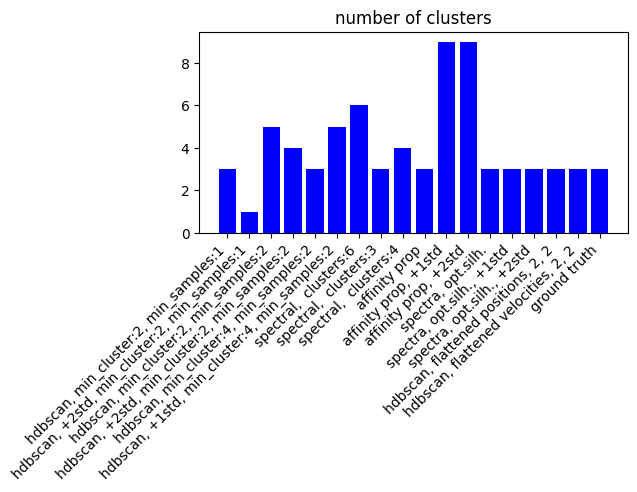 number of clusters
8
6
4
2
0
hdbscan, min_cluster:2, min_samples:1
hdbscan, +2std, min_cluster:2, min_samples:1
hdbscan, min_cluster:2, min_samples:2
hdbscan, +2std, min_cluster:2, min_samples:2
hdbscan, min_cluster:4, min_samples:2
hdbscan, +1std, min_cluster:4, min_samples:2
spectral,  clusters:6
spectral,  clusters:3
spectral,  clusters:4
affinity prop
affinity prop, +1std
affinity prop, +2std
spectra, opt.silh.
spectra, opt.silh., +1std
spectra, opt.silh., +2std
hdbscan, flattened positions, 2, 2
hdbscan, flattened velocities, 2, 2
ground truth